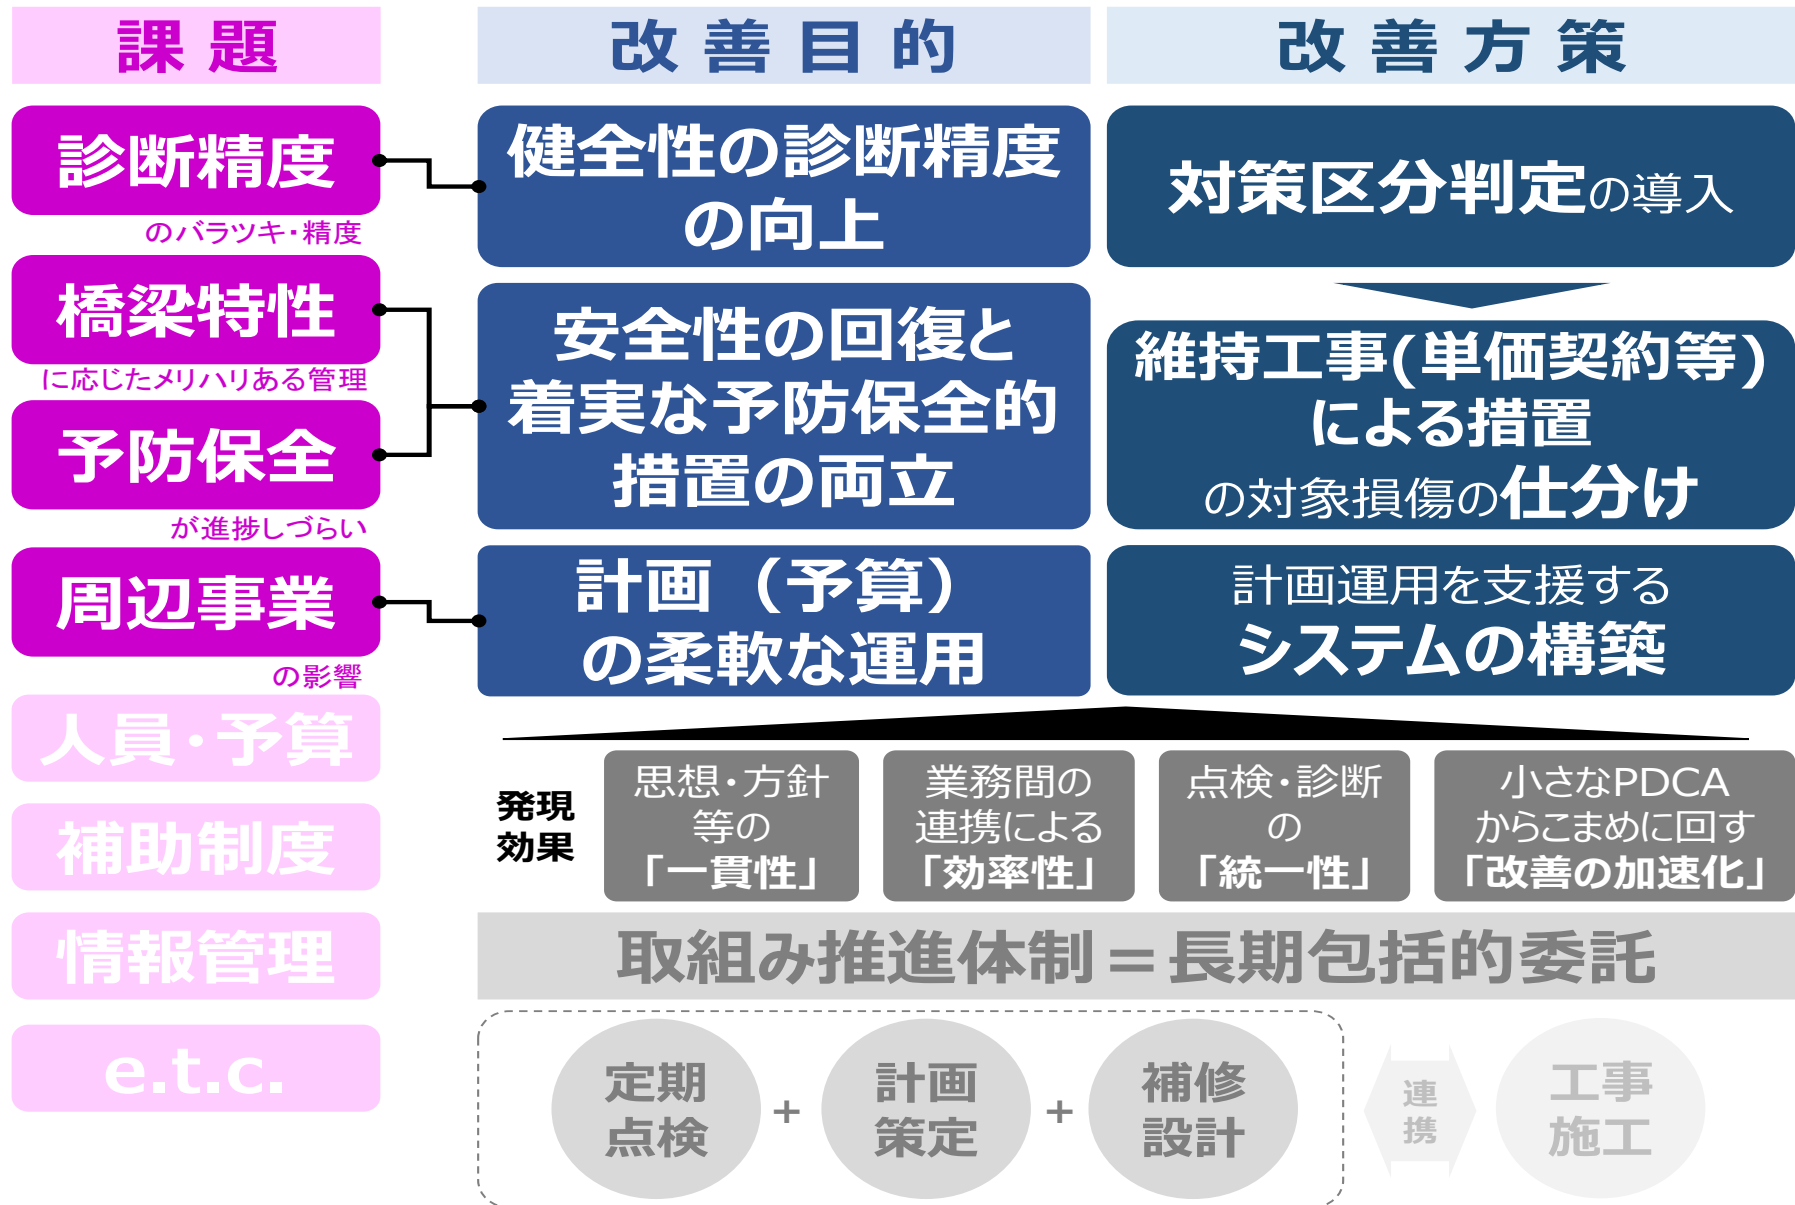 課題
診断精度
のバラツキ・精度
橋梁特性
に応じたメリハリある管理
予防保全
が進捗しづらい
周辺事業
の影響
人員・予算
補助制度
情報管理
e.t.c.
改善目的
健全性の診断精度
の向上
安全性の回復と
着実な予防保全的
措置の両立
計画（予算）
の柔軟な運用
改善方策
対策区分判定の導入
維持工事(単価契約等)
による措置
の対象損傷の仕分け
計画運用を支援する
システムの構築
発現
効果
思想・方針
等の
「一貫性」
業務間の
連携による
「効率性」
点検・診断
の
「統一性」
小さなPDCA
からこまめに回す
「改善の加速化」
取組み推進体制＝長期包括的委託
定期
点検
+
計画
策定
+
補修
設計
連
携
工事
施工